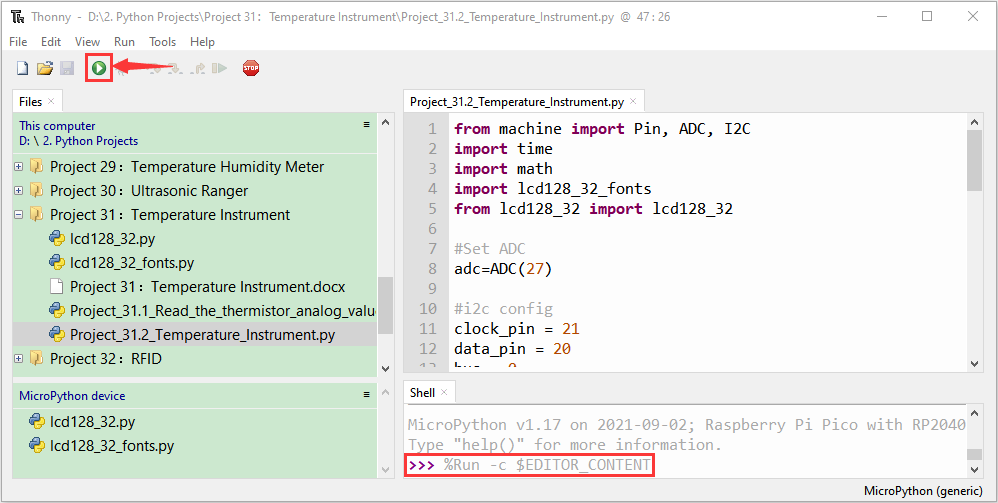 Thonny - D:\2. Python Projects\Project 31：Temperature Instrument\Project_31.2_Temperature_Instrument.py @ 47 : 26
File Edit View Run Tools Help
STOP
Files
This computer
D: \ 2. Python Projects
Project 29：Temperature Humidity Meter
Project 30：Ultrasonic Ranger
Project 31：Temperature Instrument
lcd128_32.py
lcd128_32_fonts.py
Project 31：Temperature Instrument.docx
Project_31.1_Read_the_thermistor_analog_valu
Project_31.2_Temperature_Instrument.py
Project 32：RFID
MicroPython device
lcd128_32.py
lcd128_32_fonts.py
Project_31.2_Temperature_Instrument.py
1 from machine import Pin, ADC, I2C
2 import time
3 import math
4 import lcd128_32_fonts
5 from lcd128_32 import lcd128_32
6
7 #Set ADC
8 adc=ADC(27)
9
10 #i2c config
11 clock_pin = 21
12 data_pin = 20
Shell
MicroPython v1.17 on 2021-09-02; Raspberry Pi Pico with RP2040
Type "help()" for more information.
>>> %Run -c $EDITOR_CONTENT
MicroPython (generic)